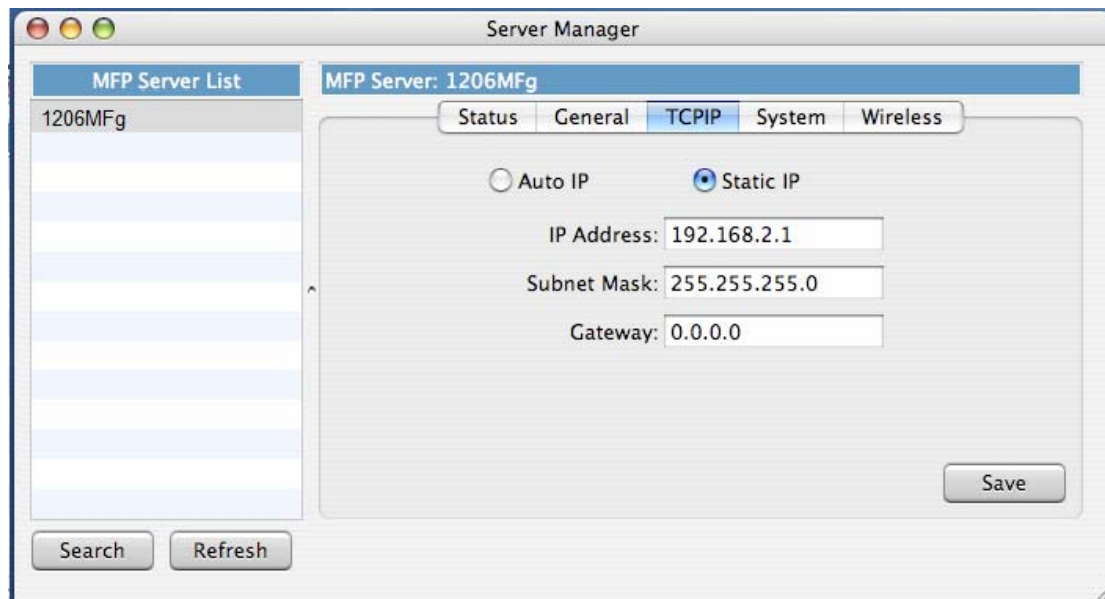 Server Manager
MFP Server List
1206MFg
Search
Refresh
MFP Server: 1206MFg
Status General TCPIP System Wireless
Auto IP Static IP
IP Address: 192.168.2.1
Subnet Mask: 255.255.255.0
Gateway: 0.0.0.0
Save